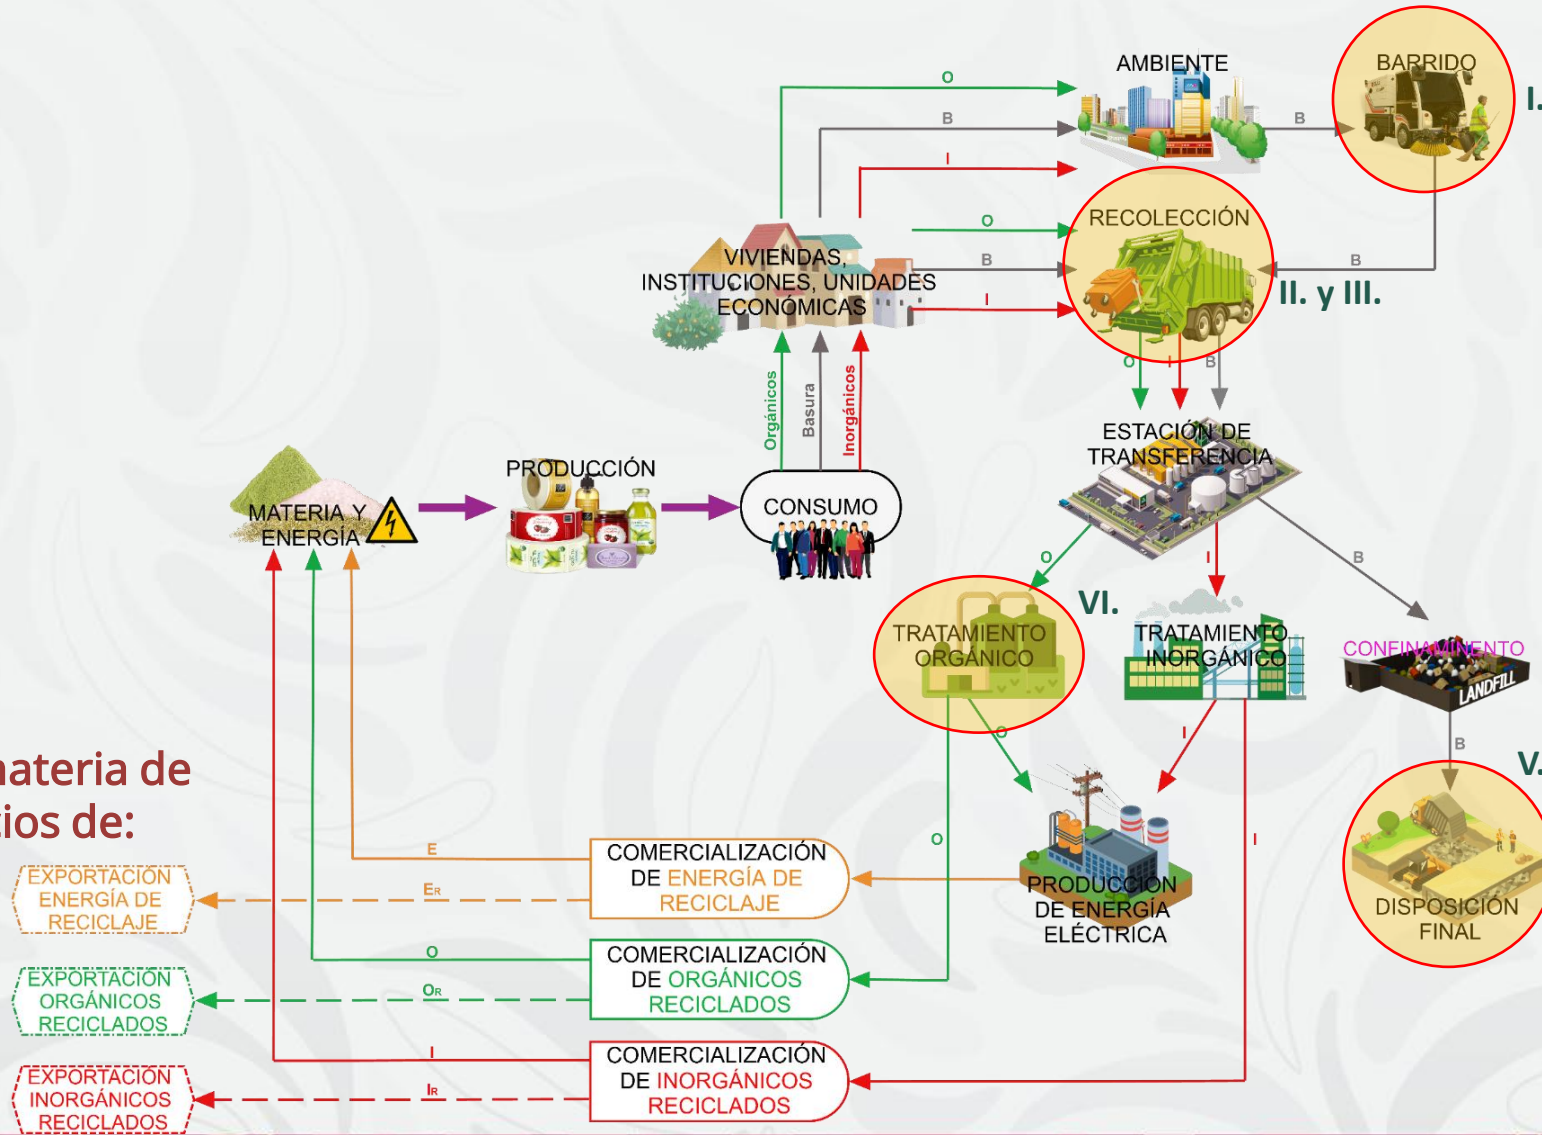 AMBIENTE
BARRIDO
I.
O
B
I
B
RECOLECCIÓN
O
B
I
B
II. y III.
VIVIENDAS,
INSTITUCIONES, UNIDADES
ECONÓMICAS
O
I
B
Orgánicos
Basura
Inorgánicos
ESTACIÓN DE
TRANSFERENCIA
PRODUCCIÓN
CONSUMO
MATERIA Y
ENERGÍA
O
I
B
VI.
TRATAMIENTO
ORGÁNICO
TRATAMIENTO
INORGÁNICO
CONFINAMINENTO
LANDFILL
O
I
B
V.
materia de
cios de:
O
I
PRODUCCIÓN
DE ENERGÍA
ELÉCTRICA
DISPOSICIÓN
FINAL
E
ER
COMERCIALIZACIÓN
DE ENERGÍA DE
RECICLAJE
EXPORTACIÓN
ENERGÍA DE
RECICLAJE
O
OR
COMERCIALIZACIÓN
DE ORGÁNICOS
RECICLADOS
EXPORTACIÓN
ORGÁNICOS
RECICLADOS
I
IR
COMERCIALIZACIÓN
DE INORGÁNICOS
RECICLADOS
EXPORTACIÓN
INORGÁNICOS
RECICLADOS